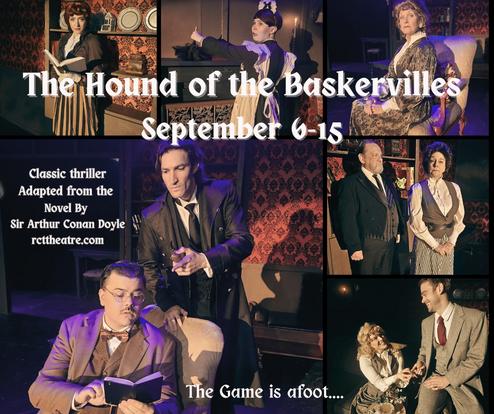 The Hound of the Baskervilles
September 6-15
Classic thriller
Adapted from the
Novel By
Sir Arthur Conan Doyle
rcttheatre.com
The Game is afoot....